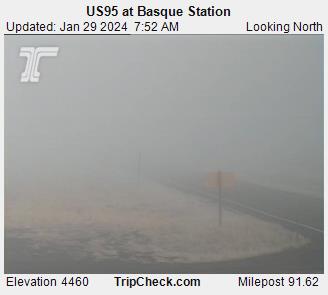 US95 at Basque Station
Updated: Jan 29 2024 7:52 AM Looking North
Elevation 4460 TripCheck.com Milepost 91.62